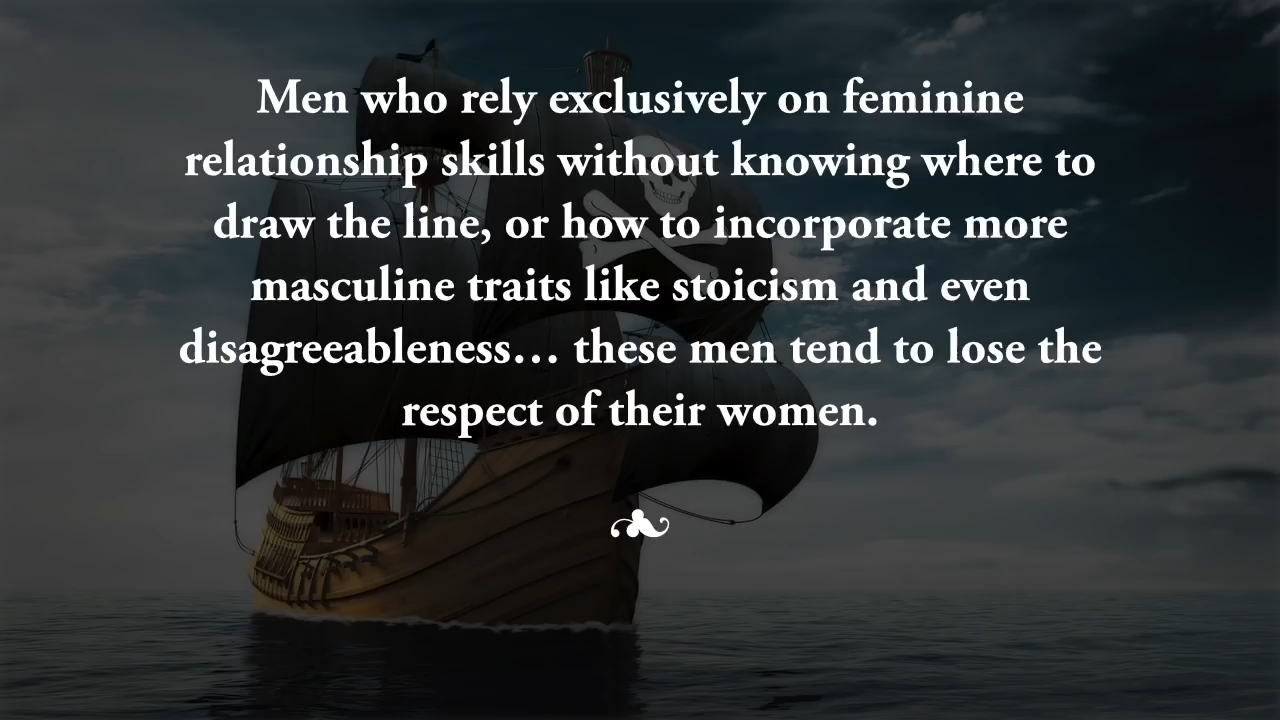 Men who rely exclusively on feminine
relationship skills without knowing where to
draw the line, or how to incorporate more
masculine traits like stoicism and even
disagreeableness… these men tend to lose the
respect of their women.